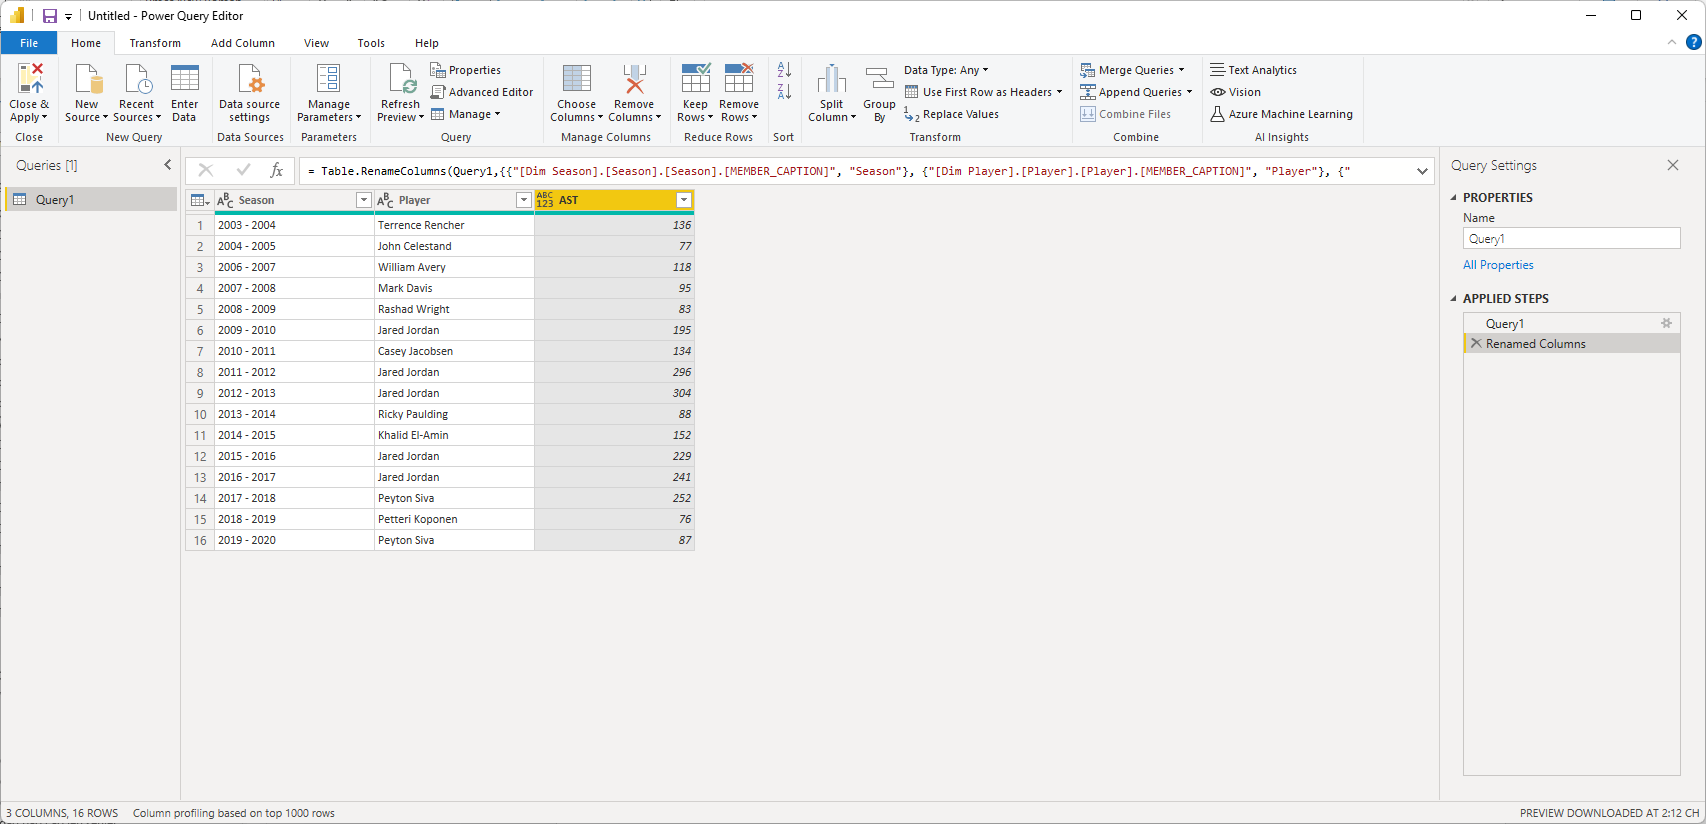 Untitled - Power Query Editor
File Home Transform Add Column View Tools Help
Close & Apply
New Source
Recent Sources
Enter Data
Data source settings
Manage Parameters
Refresh Preview
Properties
Advanced Editor
Manage
Choose Columns
Remove Columns
Keep Rows
Remove Rows
Split Column
Group By
Data Type: Any
Use First Row as Headers
Replace Values
Merge Queries
Append Queries
Combine Files
Text Analytics
Vision
Azure Machine Learning
Close New Query Data Sources Parameters Query Manage Columns Reduce Rows Sort Transform Combine AI Insights
Queries [1]
Query1
fx = Table.RenameColumns(Query1,{{"[Dim Season].[Season].[Season].[MEMBER_CAPTION]", "Season"}, {"[Dim Player].[Player].[Player].[MEMBER_CAPTION]", "Player"}, {"
ABC Season ABC Player ABC 123 AST
1 2003 - 2004 Terrence Rencher 136
2 2004 - 2005 John Celestand 77
3 2006 - 2007 William Avery 118
4 2007 - 2008 Mark Davis 95
5 2008 - 2009 Rashad Wright 83
6 2009 - 2010 Jared Jordan 195
7 2010 - 2011 Casey Jacobsen 134
8 2011 - 2012 Jared Jordan 296
9 2012 - 2013 Jared Jordan 304
10 2013 - 2014 Ricky Paulding 88
11 2014 - 2015 Khalid El-Amin 152
12 2015 - 2016 Jared Jordan 229
13 2016 - 2017 Jared Jordan 241
14 2017 - 2018 Peyton Siva 252
15 2018 - 2019 Petteri Koponen 76
16 2019 - 2020 Peyton Siva 87
Query Settings
PROPERTIES
Name
Query1
All Properties
APPLIED STEPS
Query1
Renamed Columns
3 COLUMNS, 16 ROWS Column profiling based on top 1000 rows
PREVIEW DOWNLOADED AT 2:12 CH